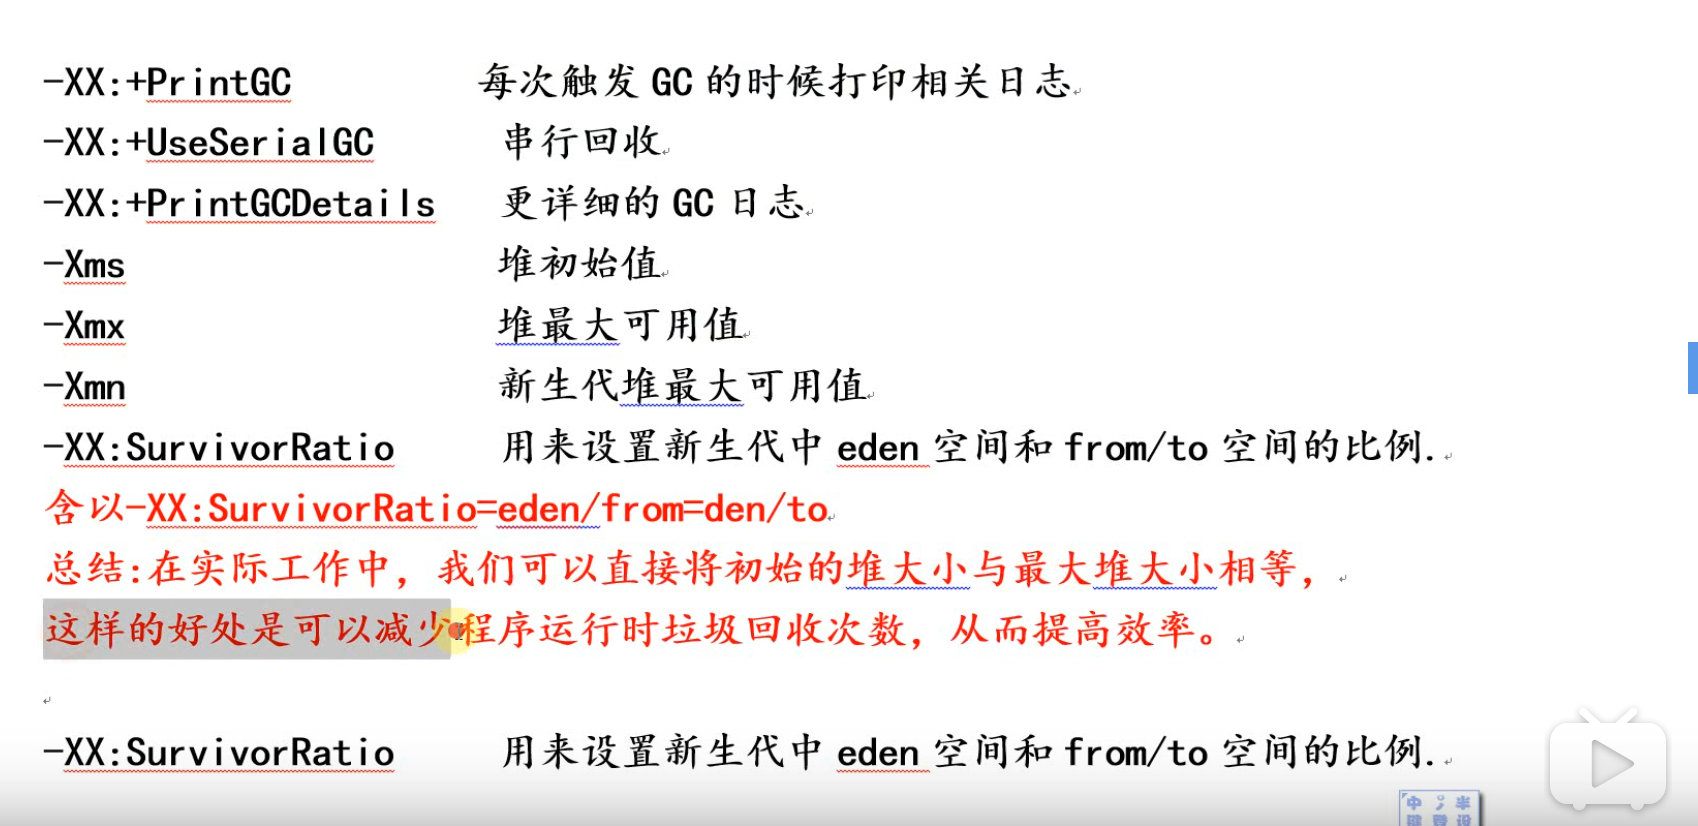 -XX:+PrintGC 每次触发 GC 的时候打印相关日志
-XX:+UseSerialGC 串行回收
-XX:+PrintGCDetails 更详细的 GC 日志
-Xms 堆初始值
-Xmx 堆最大可用值
-Xmn 新生代堆最大可用值
-XX:SurvivorRatio 用来设置新生代中 eden 空间和 from/to 空间的比例.
含以-XX:SurvivorRatio=eden/from=den/to
总结:在实际工作中，我们可以直接将初始的堆大小与最大堆大小相等，
这样的好处是可以减少程序运行时垃圾回收次数，从而提高效率。
-XX:SurvivorRatio 用来设置新生代中 eden 空间和 from/to 空间的比例.
中 半